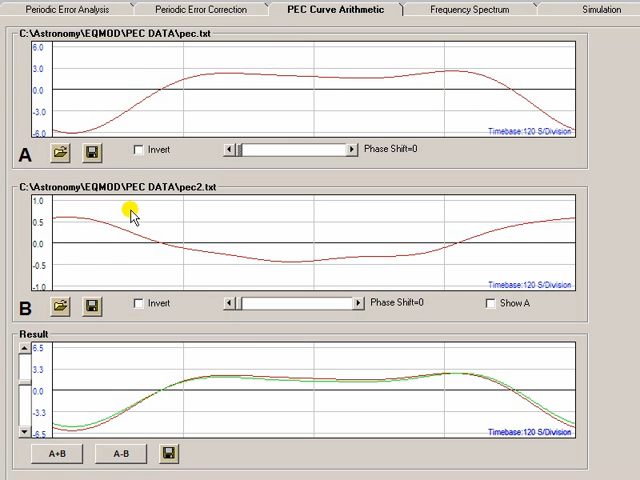 Periodic Error Analysis Periodic Error Correction PEC Curve Arithmetic Frequency Spectrum Simulation
C:\Astronomy\EQMOD\PEC DATA\pec.txt
6.0
3.0
0.0
-3.0
-6.0
Timebase:120 S/Division
A Invert Phase Shift=0
C:\Astronomy\EQMOD\PEC DATA\pec2.txt
1.0
0.5
0.0
-0.5
-1.0
Timebase:120 S/Division
B Invert Phase Shift=0 Show A
Result
6.5
3.3
0.0
-3.3
-6.5
Timebase:120 S/Division
A+B A-B